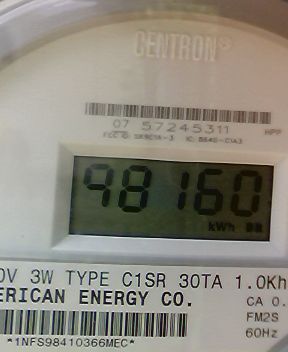 CENTRON®
07 57245311 HPP
98160
kWh
0V 3W TYPE C1SR 30TA 1.0Kh
ERICAN ENERGY CO. CA 0.
FM2S
*1NFS98410366MEC* 60Hz